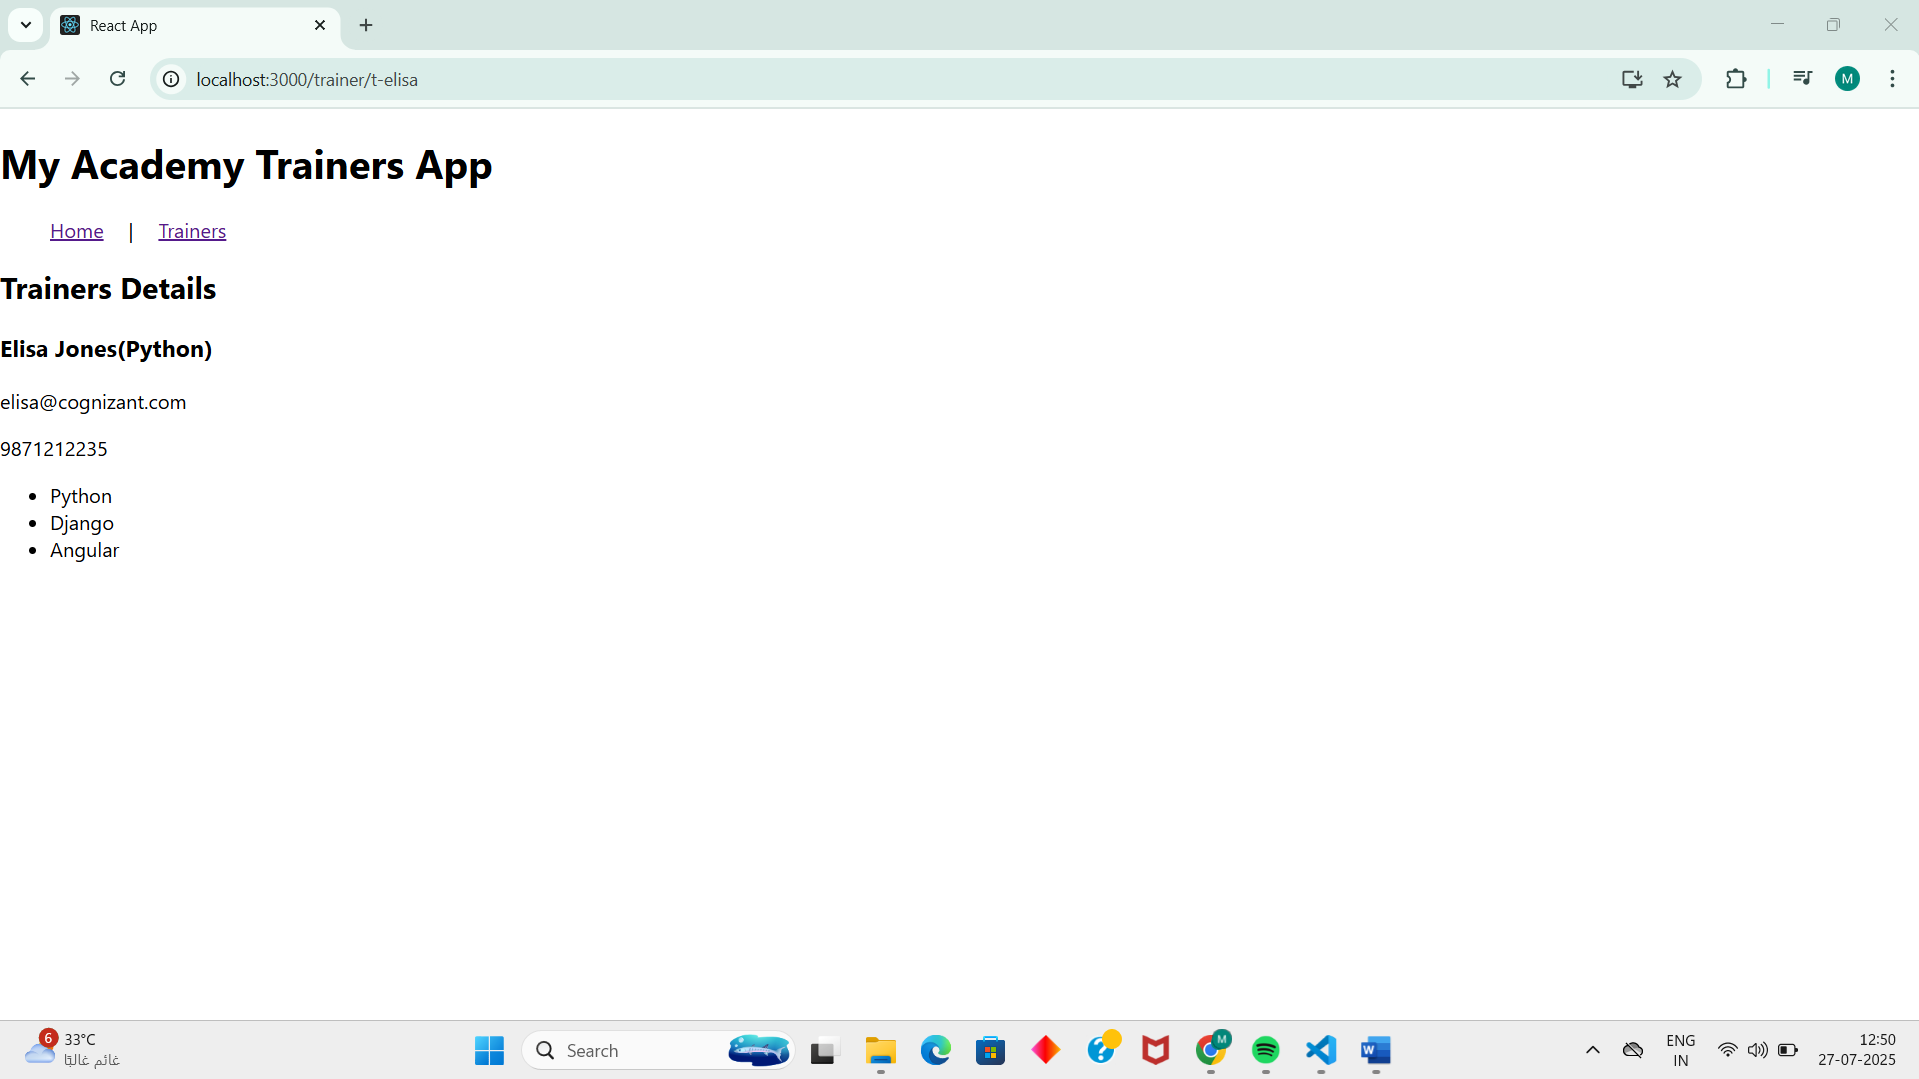 React App
localhost:3000/trainer/t-elisa
M
My Academy Trainers App
Home | Trainers
Trainers Details
Elisa Jones(Python)
elisa@cognizant.com
9871212235
Python
Django
Angular
6
33°C
غائم غالبًا
Search
M
W
ENG
IN
12:50
27-07-2025